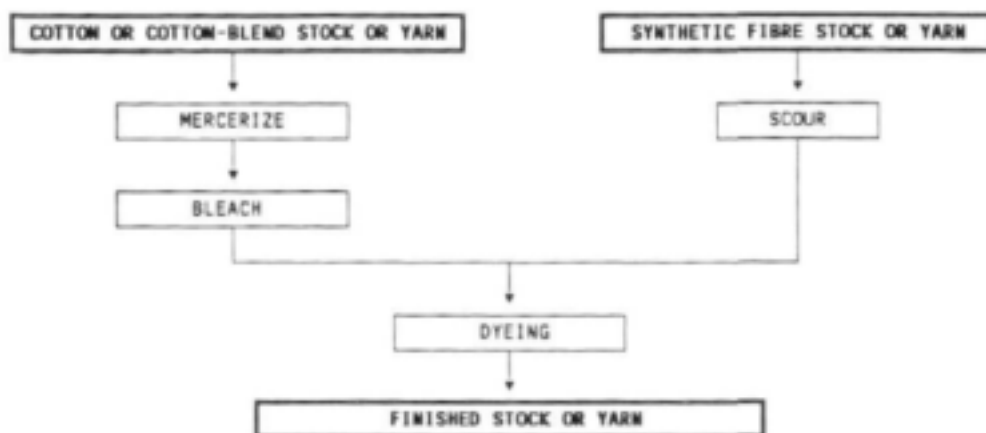 COTTON OR COTTON-BLEND STOCK OR YARN
SYNTHETIC FIBRE STOCK OR YARN
MERCERIZE
SCOUR
BLEACH
DYEING
FINISHED STOCK OR YARN